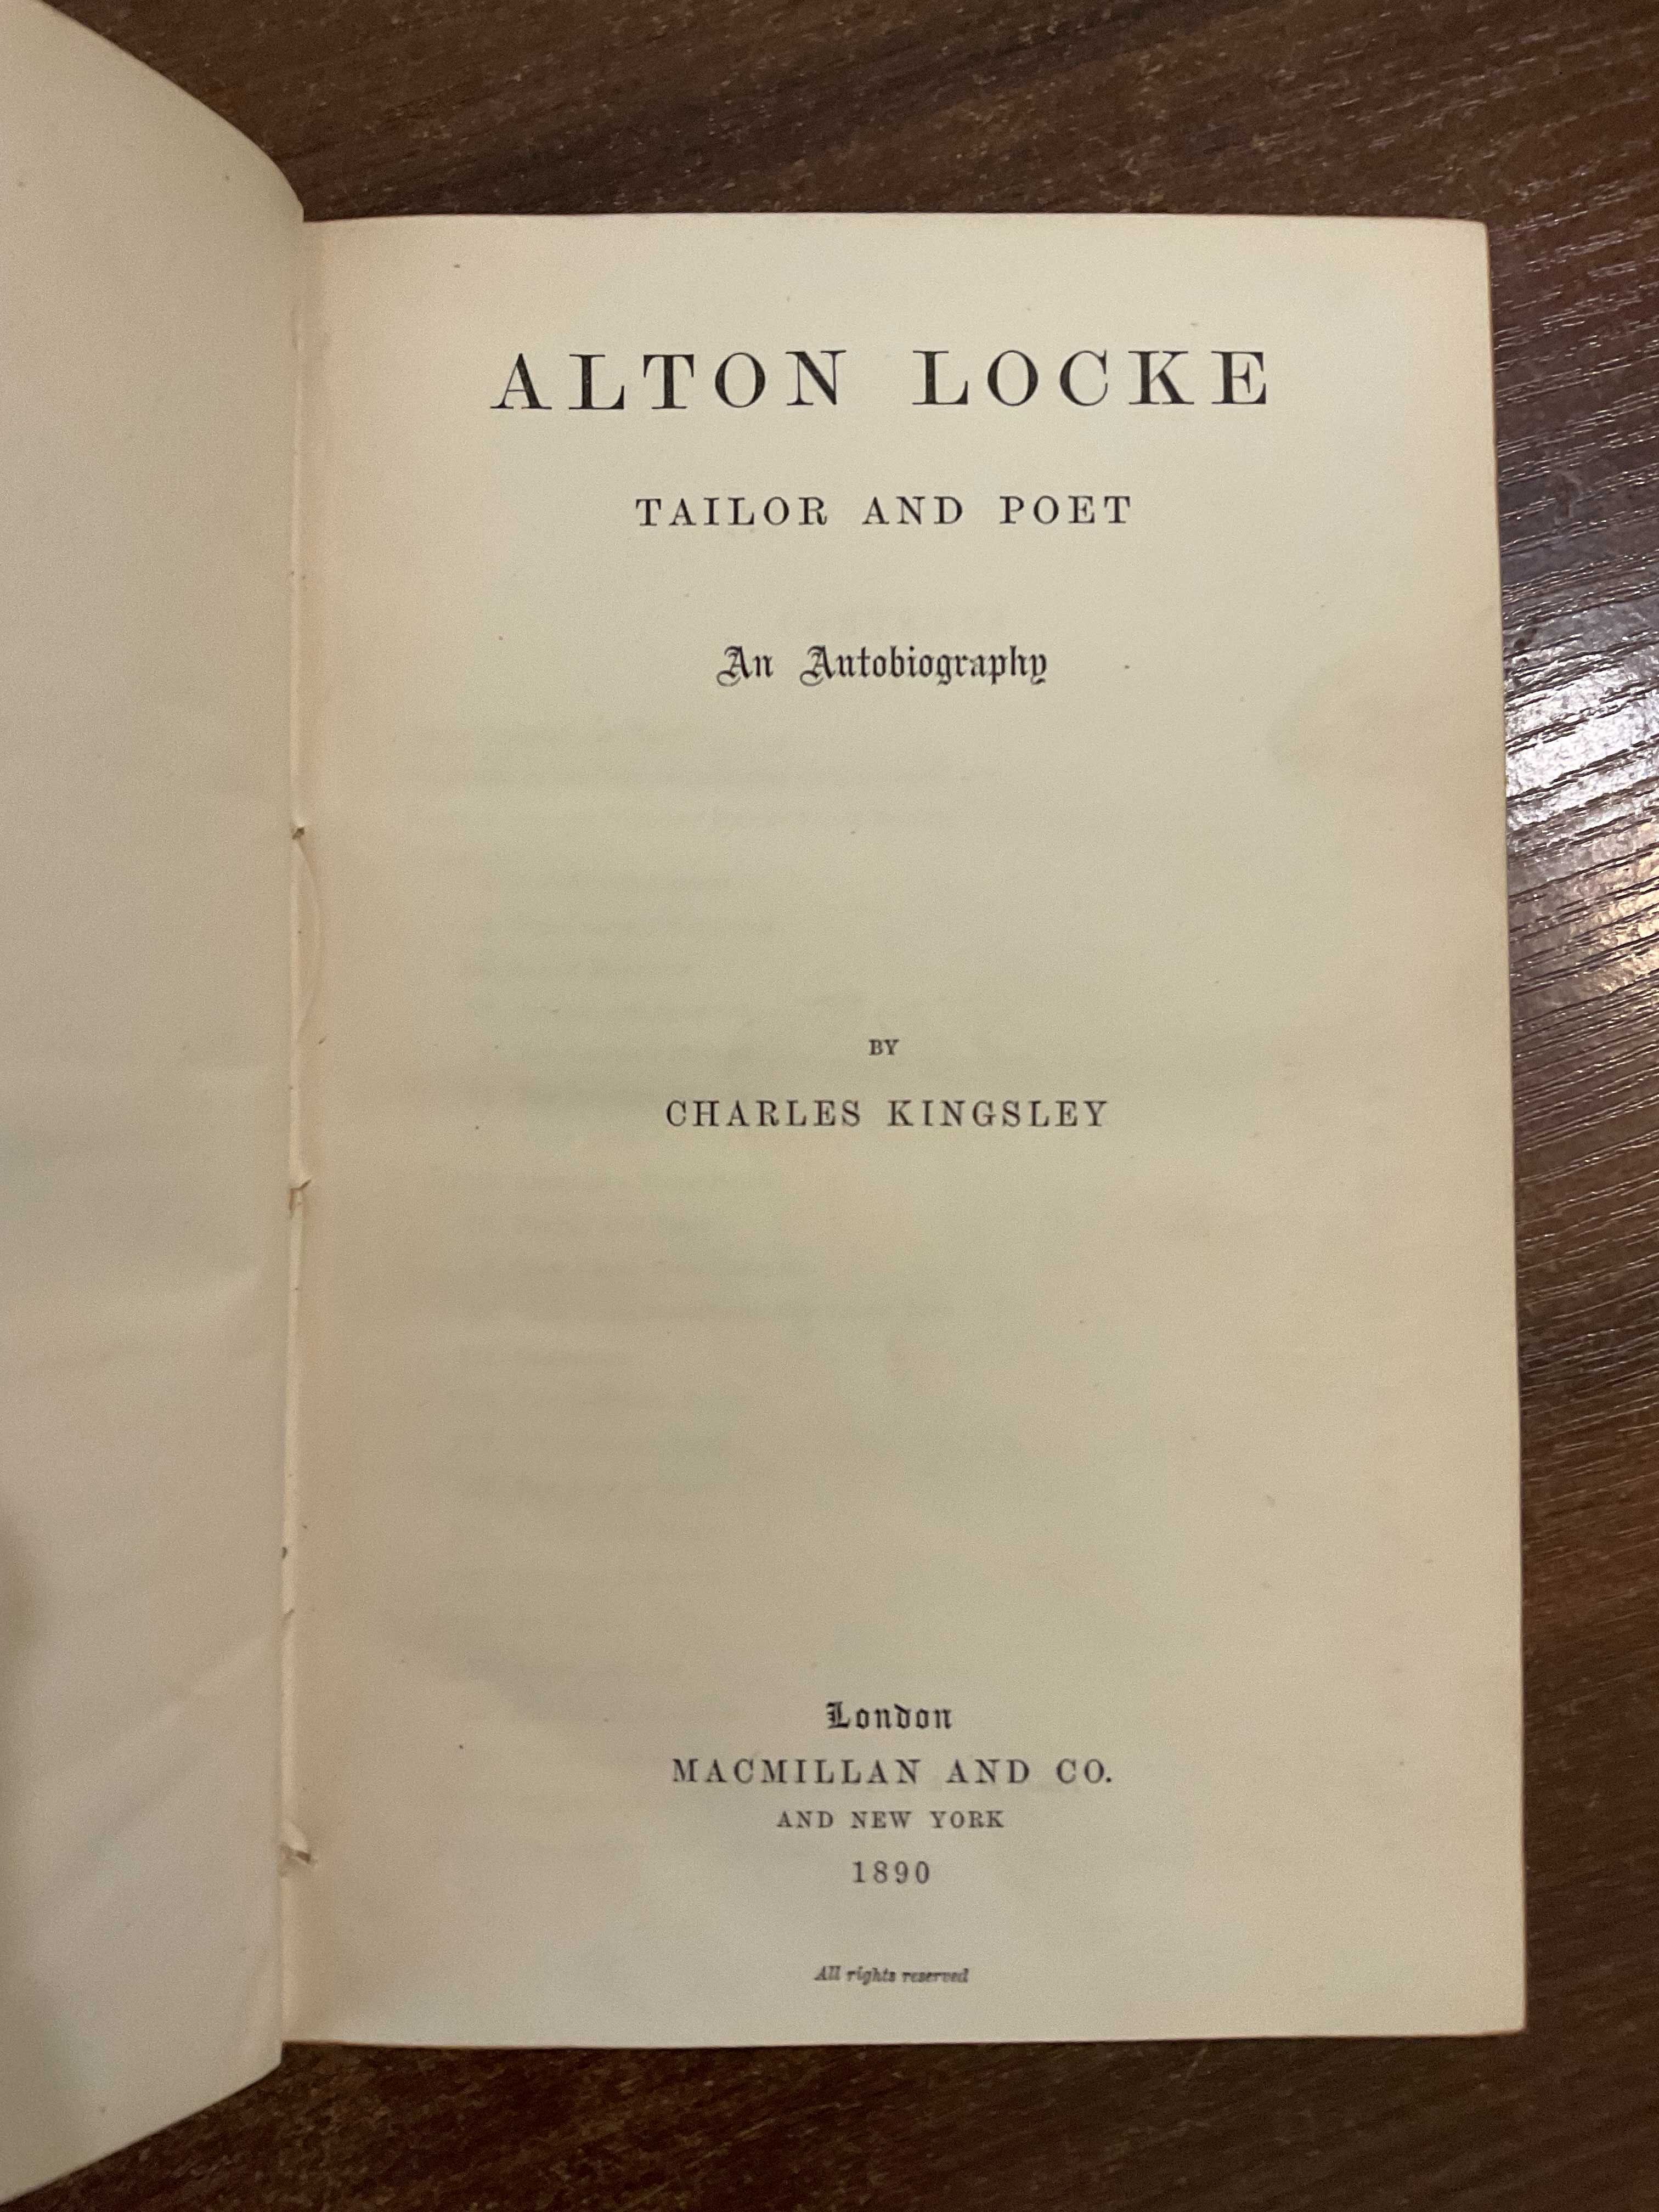 ALTON LOCKE
TAILOR AND POET
An Autobiography
BY
CHARLES KINGSLEY
London
MACMILLAN AND CO.
AND NEW YORK
1890
All rights reserved